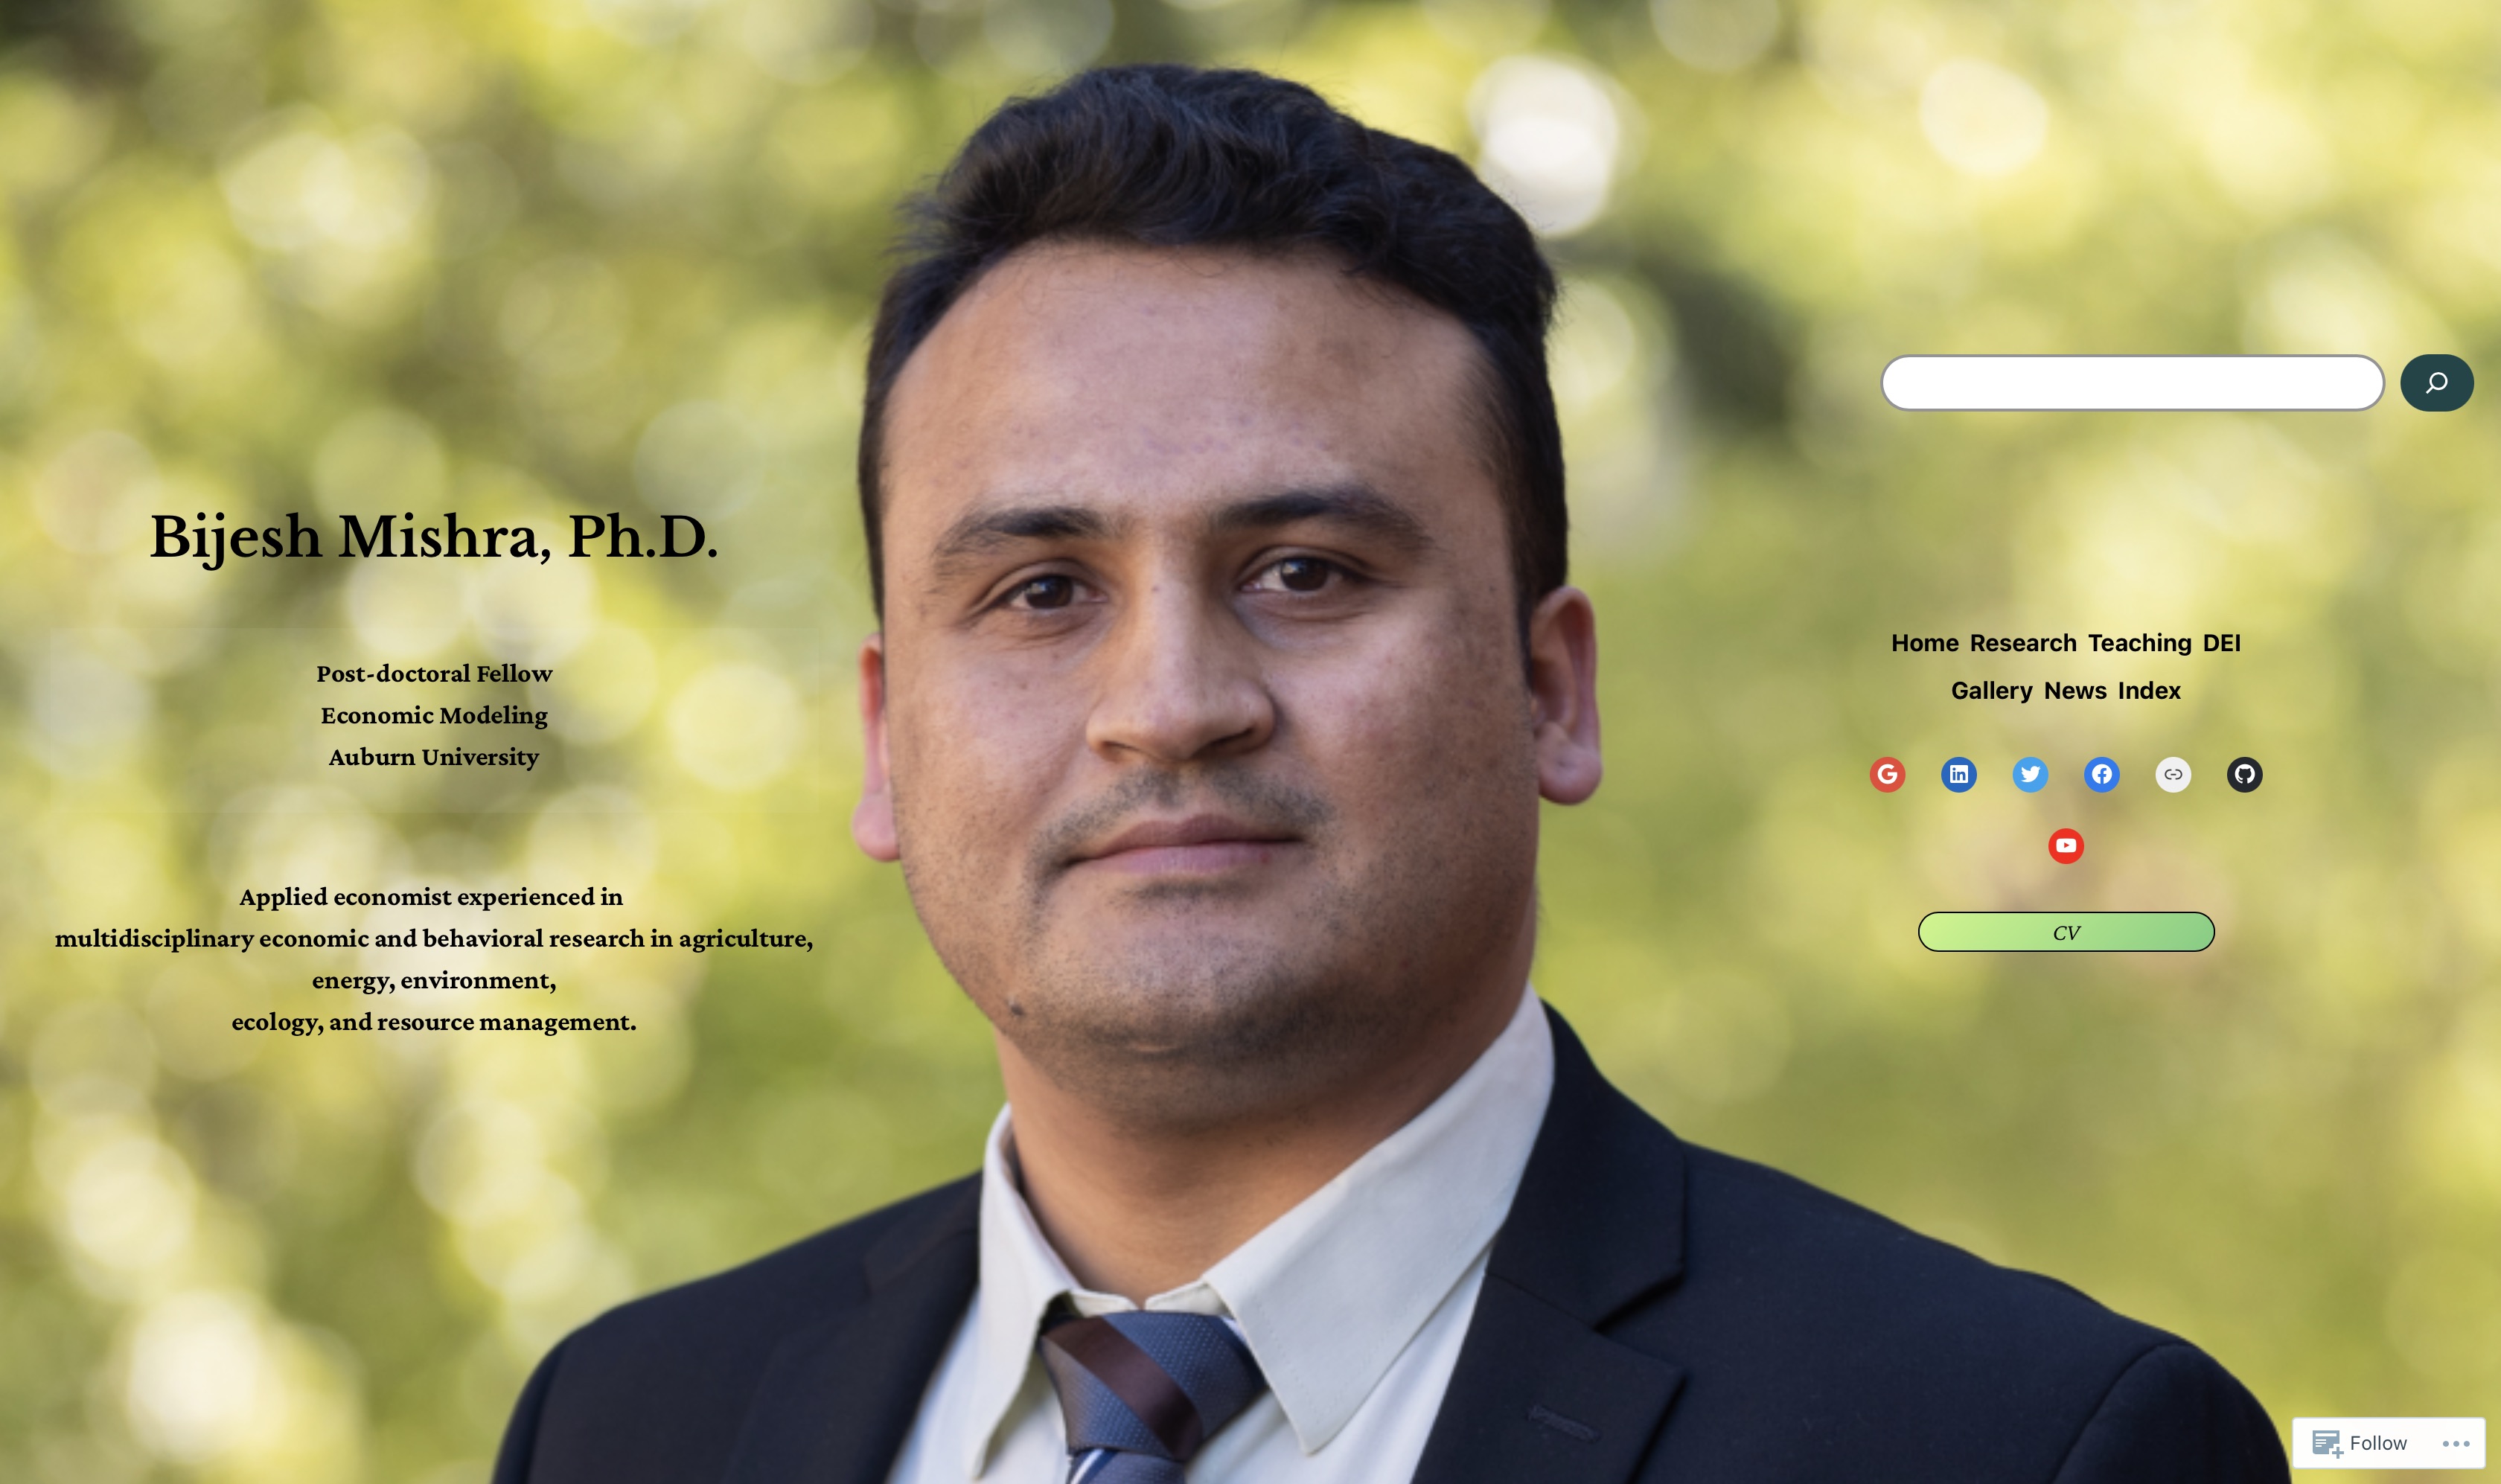 Bijesh Mishra, Ph.D.
Post-doctoral Fellow
Economic Modeling
Auburn University
Applied economist experienced in
multidisciplinary economic and behavioral research in agriculture,
energy, environment,
ecology, and resource management.
Home Research Teaching DEI
Gallery News Index
CV
Follow